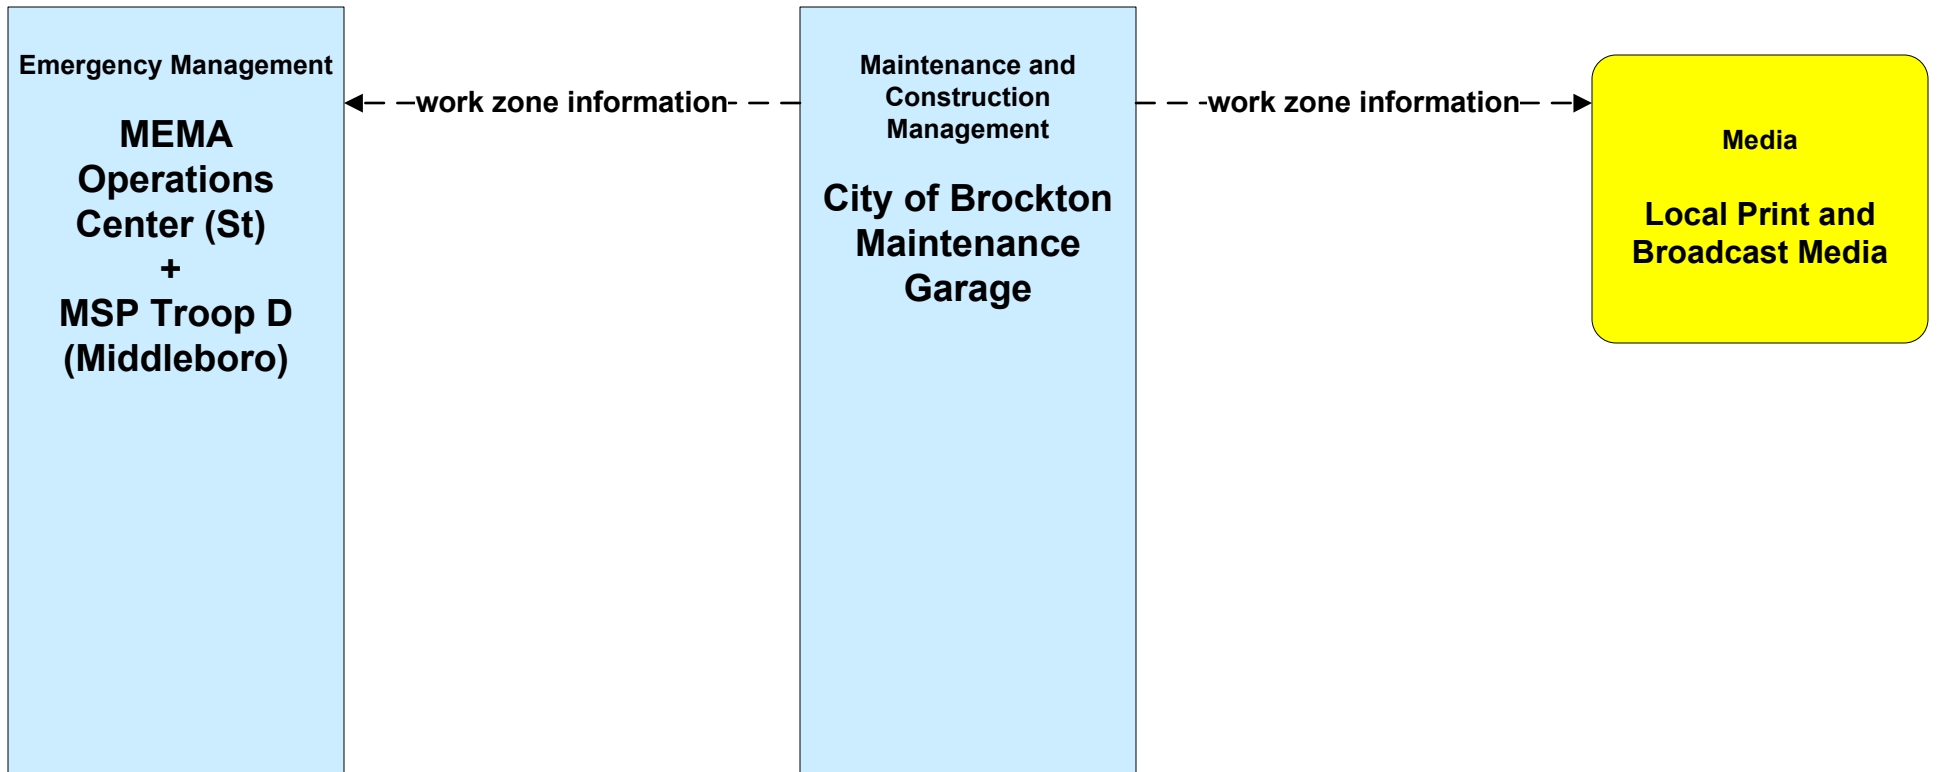 Emergency Management
MEMA
Operations
Center (St)
+
MSP Troop D
(Middleboro)
work zone information
Maintenance and
Construction
Management
City of Brockton
Maintenance
Garage
work zone information
Media
Local Print and
Broadcast Media